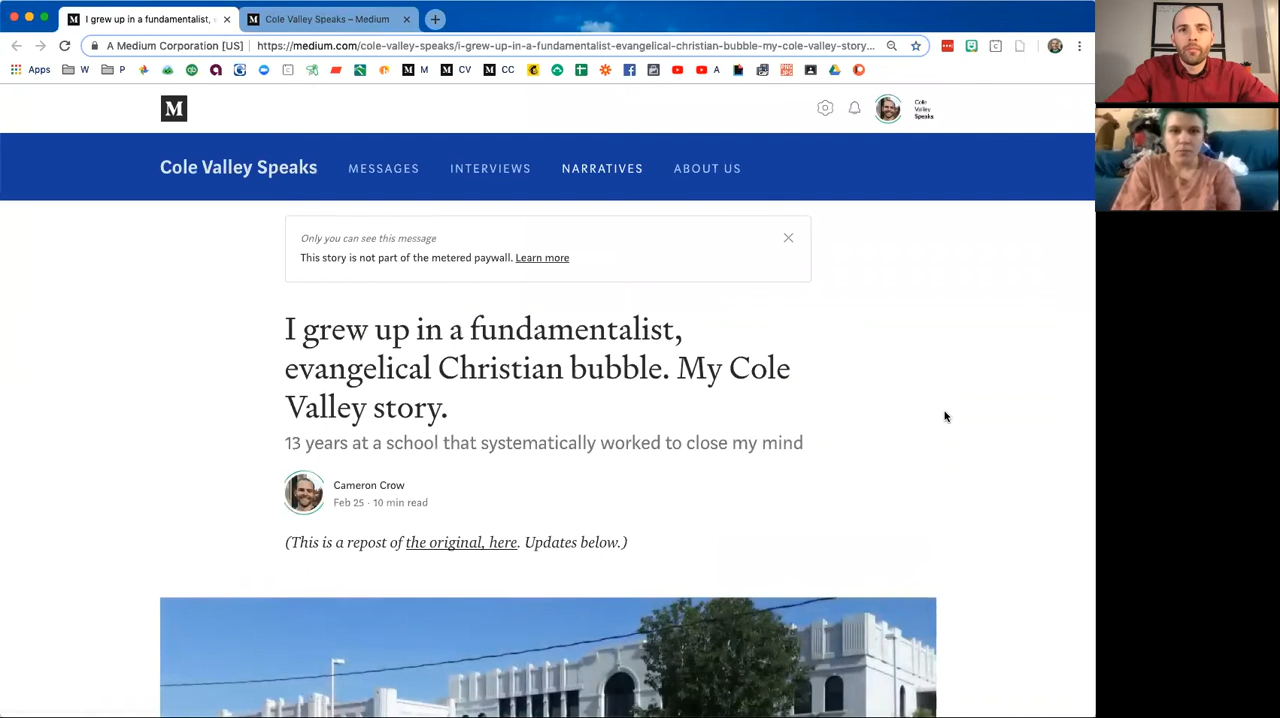 I grew up in a fundamentalist,
Cole Valley Speaks – Medium
A Medium Corporation [US]
https://medium.com/cole-valley-speaks/i-grew-up-in-a-fundamentalist-evangelical-christian-bubble-my-cole-valley-story...
Apps
W
P
M
CV
CC
A
M
Cole
Valley
Speaks
Cole Valley Speaks
MESSAGES
INTERVIEWS
NARRATIVES
ABOUT US
Only you can see this message
This story is not part of the metered paywall. Learn more
I grew up in a fundamentalist,
evangelical Christian bubble. My Cole
Valley story.
13 years at a school that systematically worked to close my mind
Cameron Crow
Feb 25 · 10 min read
(This is a repost of the original, here. Updates below.)